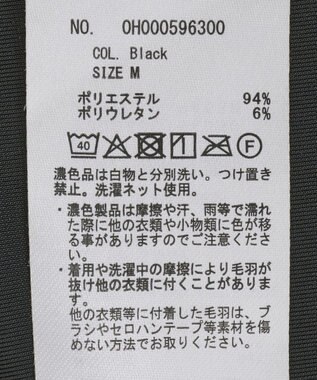 NO. 0H000596300
COL. Black
SIZE M
ポリエステル 94%
ポリウレタン 6%
40
F
濃色品は白物と分別洗い。つけ置き
禁止。洗濯ネット使用。
・濃色製品は摩擦や汗、雨等で濡れ
た際に他の衣類や小物類に色が移
る事がありますのでご注意くださ
い。
・着用や洗濯中の摩擦により毛羽が
抜け他の衣類に付くことがありま
す。
他の衣類等に付着した毛羽は、ブ
ラシやセロハンテープ等素材を傷
めない方法でお取りください。